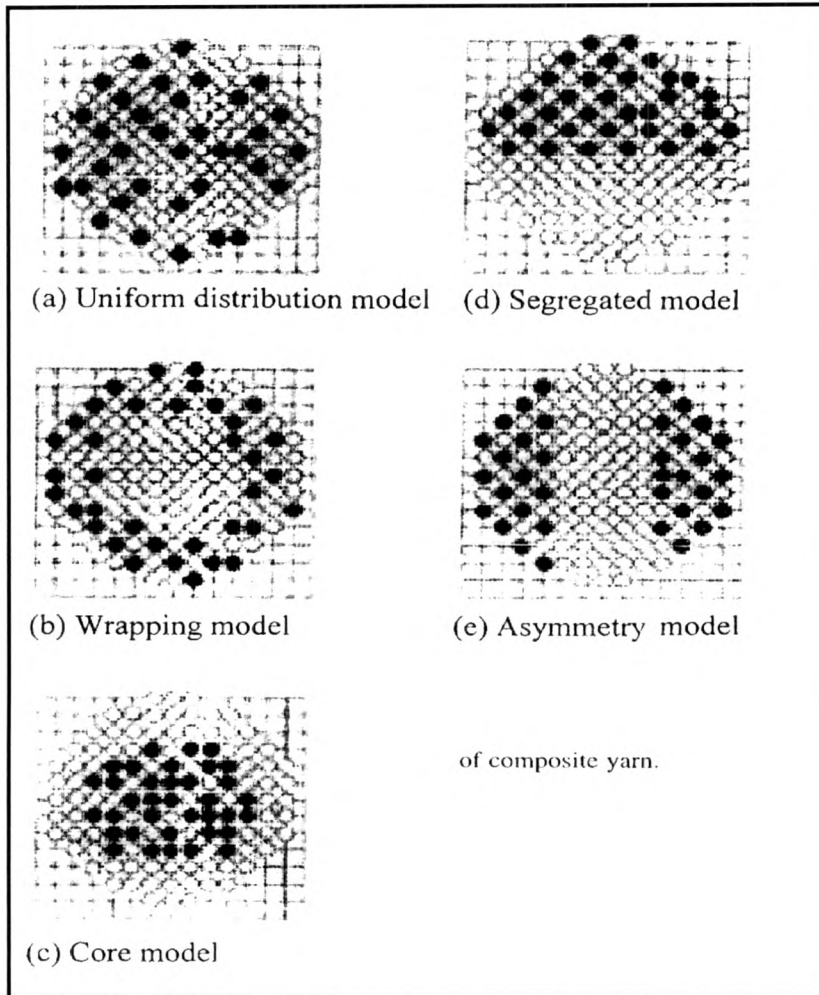 (a) Uniform distribution model
(d) Segregated model
(b) Wrapping model
(e) Asymmetry model
of composite yarn.
(c) Core model